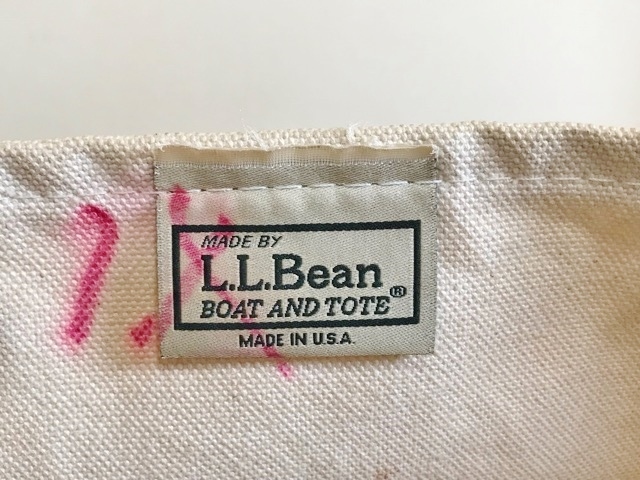 MADE BY
L.L.Bean
BOAT AND TOTE®
MADE IN U.S.A.